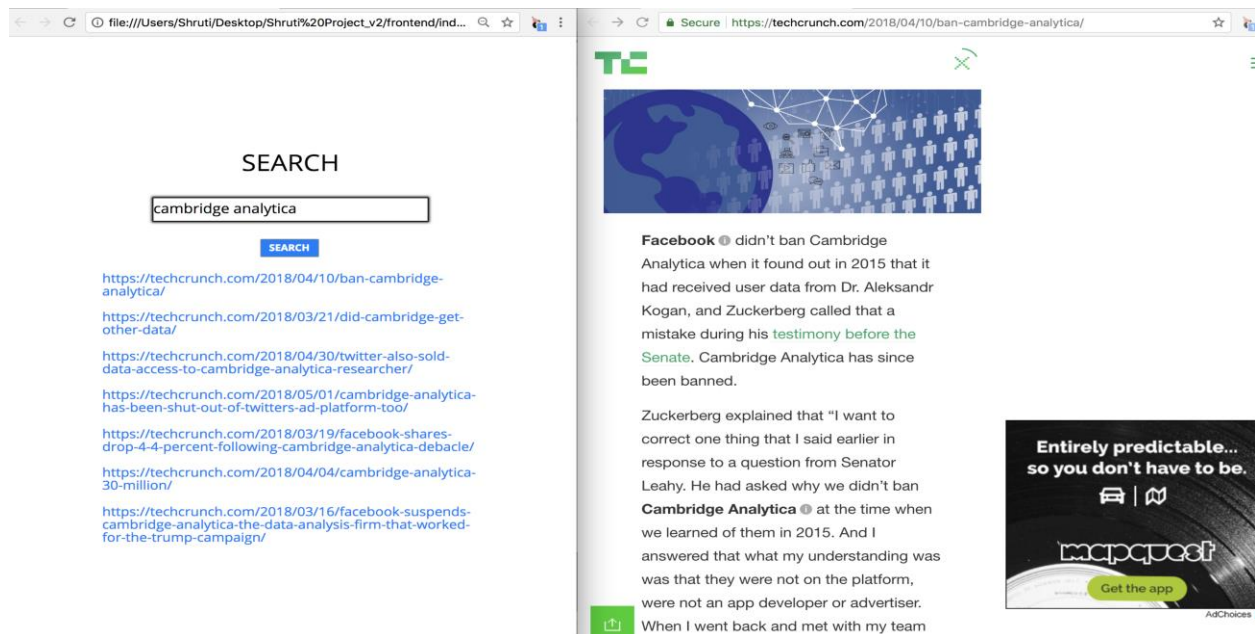 file:///Users/Shruti/Desktop/Shruti%20Project_v2/frontend/ind...
SEARCH
cambridge analytica
SEARCH
https://techcrunch.com/2018/04/10/ban-cambridge-
analytica/
https://techcrunch.com/2018/03/21/did-cambridge-get-
other-data/
https://techcrunch.com/2018/04/30/twitter-also-sold-
data-access-to-cambridge-analytica-researcher/
https://techcrunch.com/2018/05/01/cambridge-analytica-
has-been-shut-out-of-twitters-ad-platform-too/
https://techcrunch.com/2018/03/19/facebook-shares-
drop-4-4-percent-following-cambridge-analytica-debacle/
https://techcrunch.com/2018/04/04/cambridge-analytica-
30-million/
https://techcrunch.com/2018/03/16/facebook-suspends-
cambridge-analytica-the-data-analysis-firm-that-worked-
for-the-trump-campaign/
Secure https://techcrunch.com/2018/04/10/ban-cambridge-analytica/
TC
Facebook didn't ban Cambridge
Analytica when it found out in 2015 that it
had received user data from Dr. Aleksandr
Kogan, and Zuckerberg called that a
mistake during his testimony before the
Senate. Cambridge Analytica has since
been banned.
Zuckerberg explained that “I want to
correct one thing that I said earlier in
response to a question from Senator
Leahy. He had asked why we didn't ban
Cambridge Analytica at the time when
we learned of them in 2015. And I
answered that what my understanding was
was that they were not on the platform,
were not an app developer or advertiser.
When I went back and met with my team
Entirely predictable...
so you don't have to be.
mapquest
Get the app
AdChoices